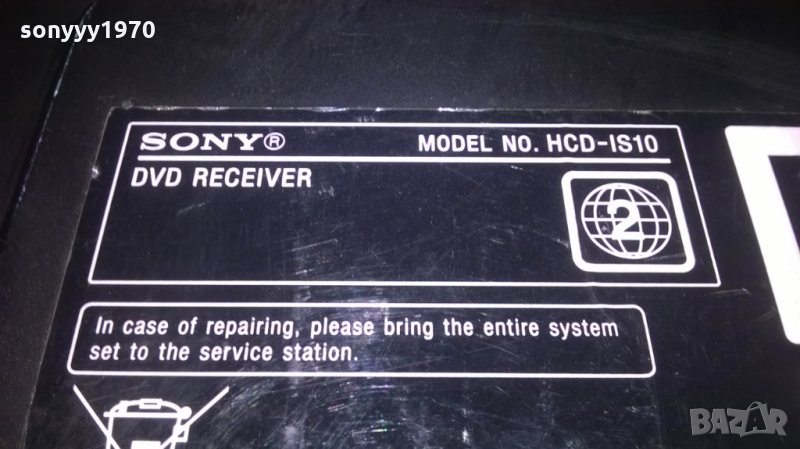 sonyyy1970
SONY®
MODEL NO. HCD-IS10
DVD RECEIVER
2
In case of repairing, please bring the entire system
set to the service station.
BAZAR